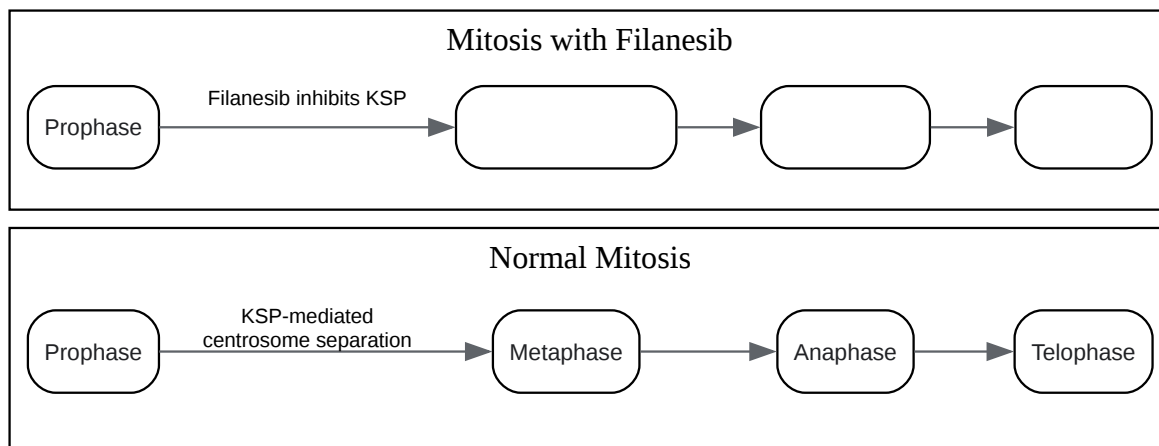 Mitosis with Filanesib
Filanesib inhibits KSP
Prophase
Normal Mitosis
KSP-mediated
centrosome separation
Prophase
Metaphase
Anaphase
Telophase